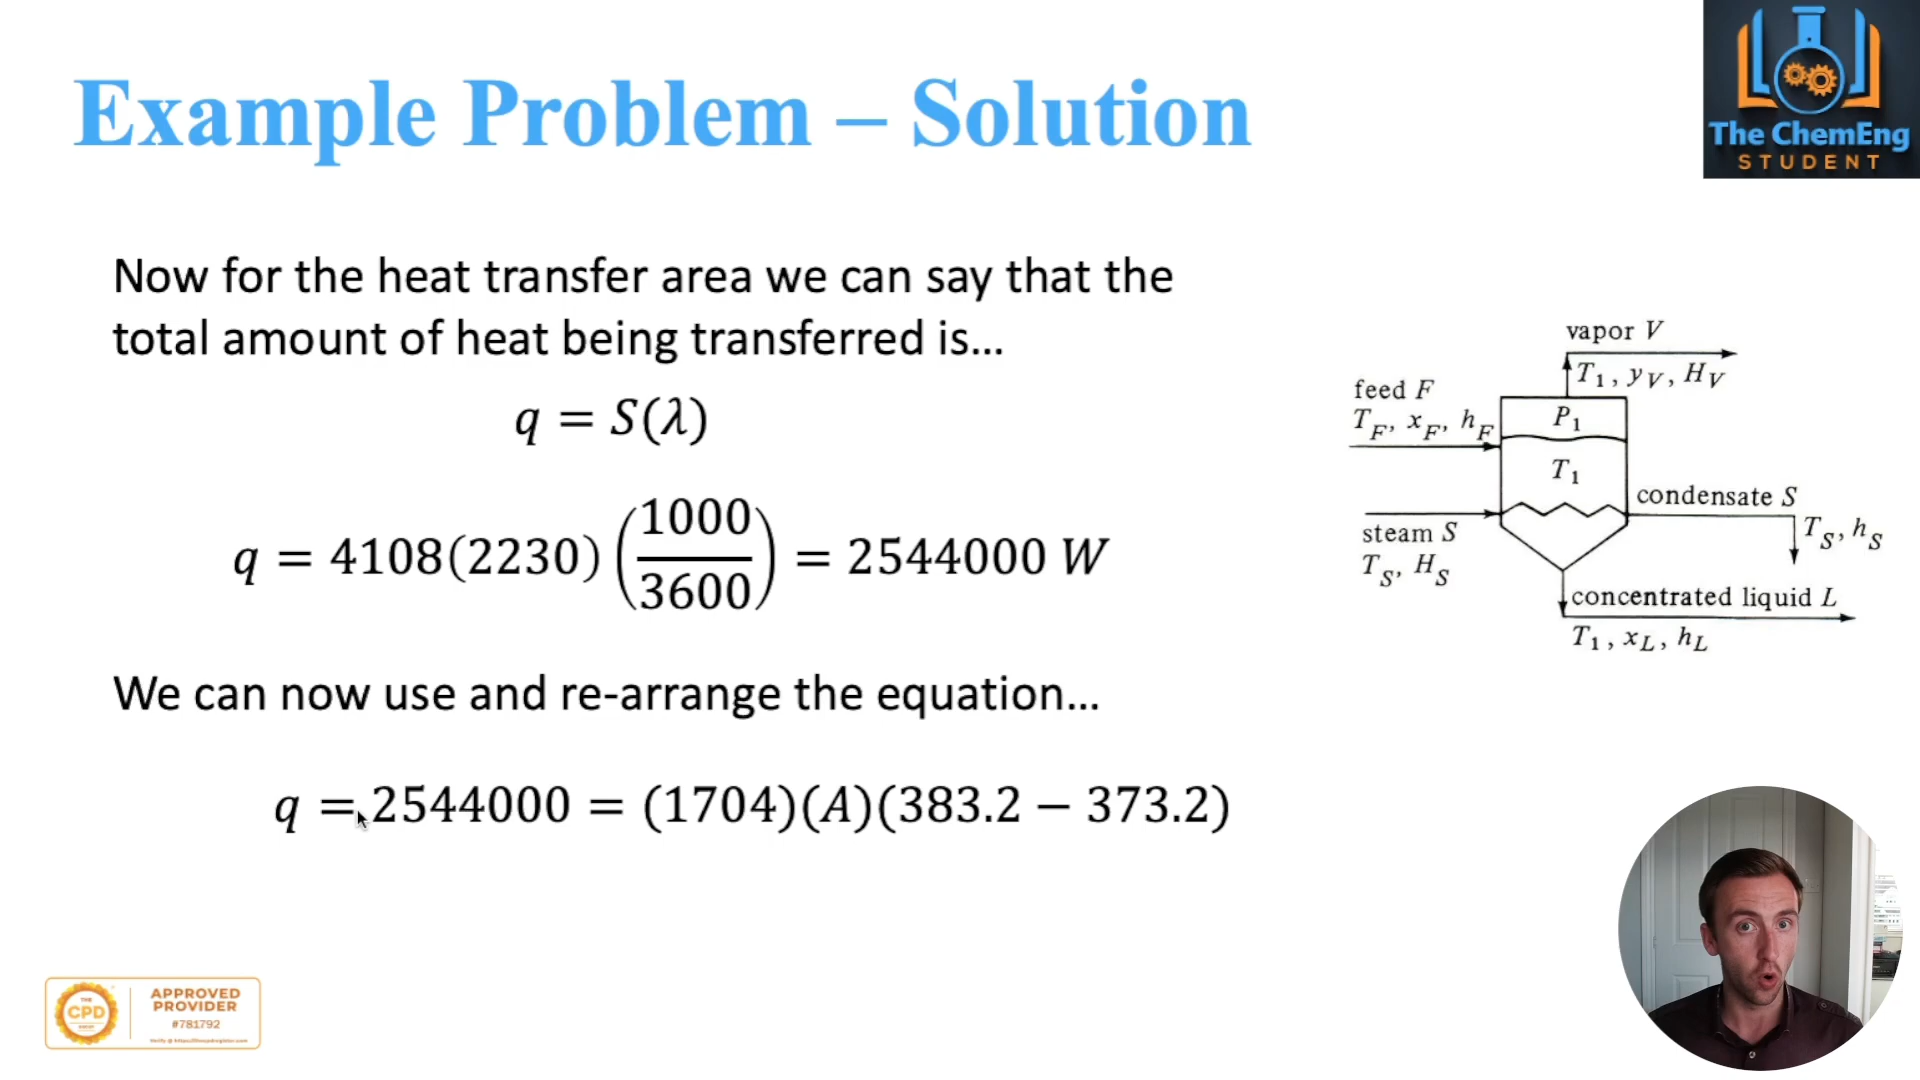 Example Problem – Solution
The ChemEng
STUDENT
Now for the heat transfer area we can say that the
total amount of heat being transferred is...
q = S(λ)
q = 4108(2230) (1000/3600) = 2544000 W
We can now use and re-arrange the equation...
q = 2544000 = (1704)(A)(383.2 − 373.2)
vapor V
T₁, y_V, H_V
feed F
T_F, x_F, h_F
P₁
T₁
condensate S
T_S, h_S
steam S
T_S, H_S
concentrated liquid L
T₁, x_L, h_L
THE
CPD
APPROVED
PROVIDER
#781792